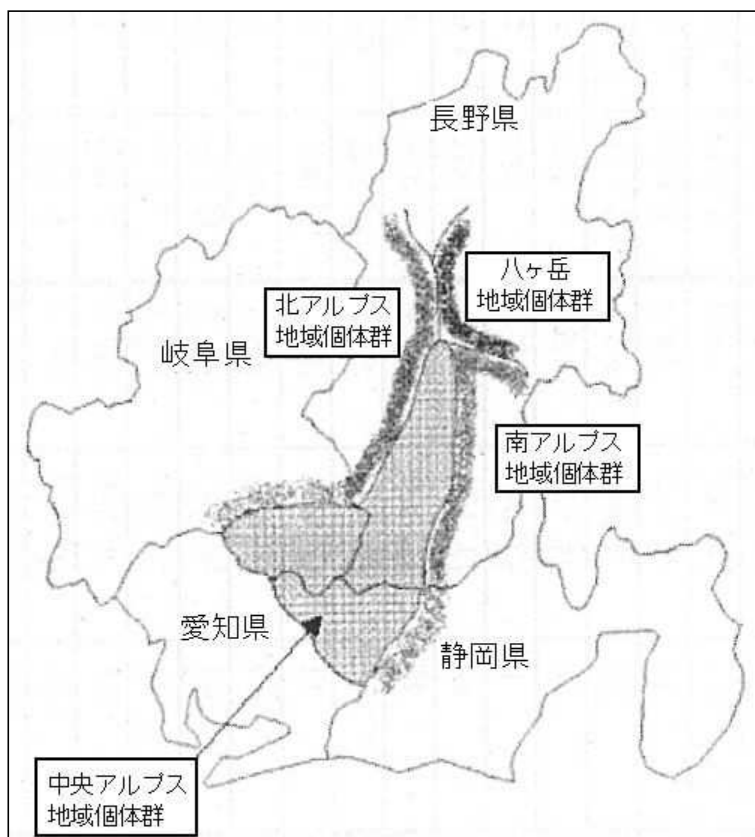 長野県
八ヶ岳
地域個体群
北アルプス
地域個体群
岐阜県
南アルプス
地域個体群
愛知県
静岡県
中央アルプス
地域個体群